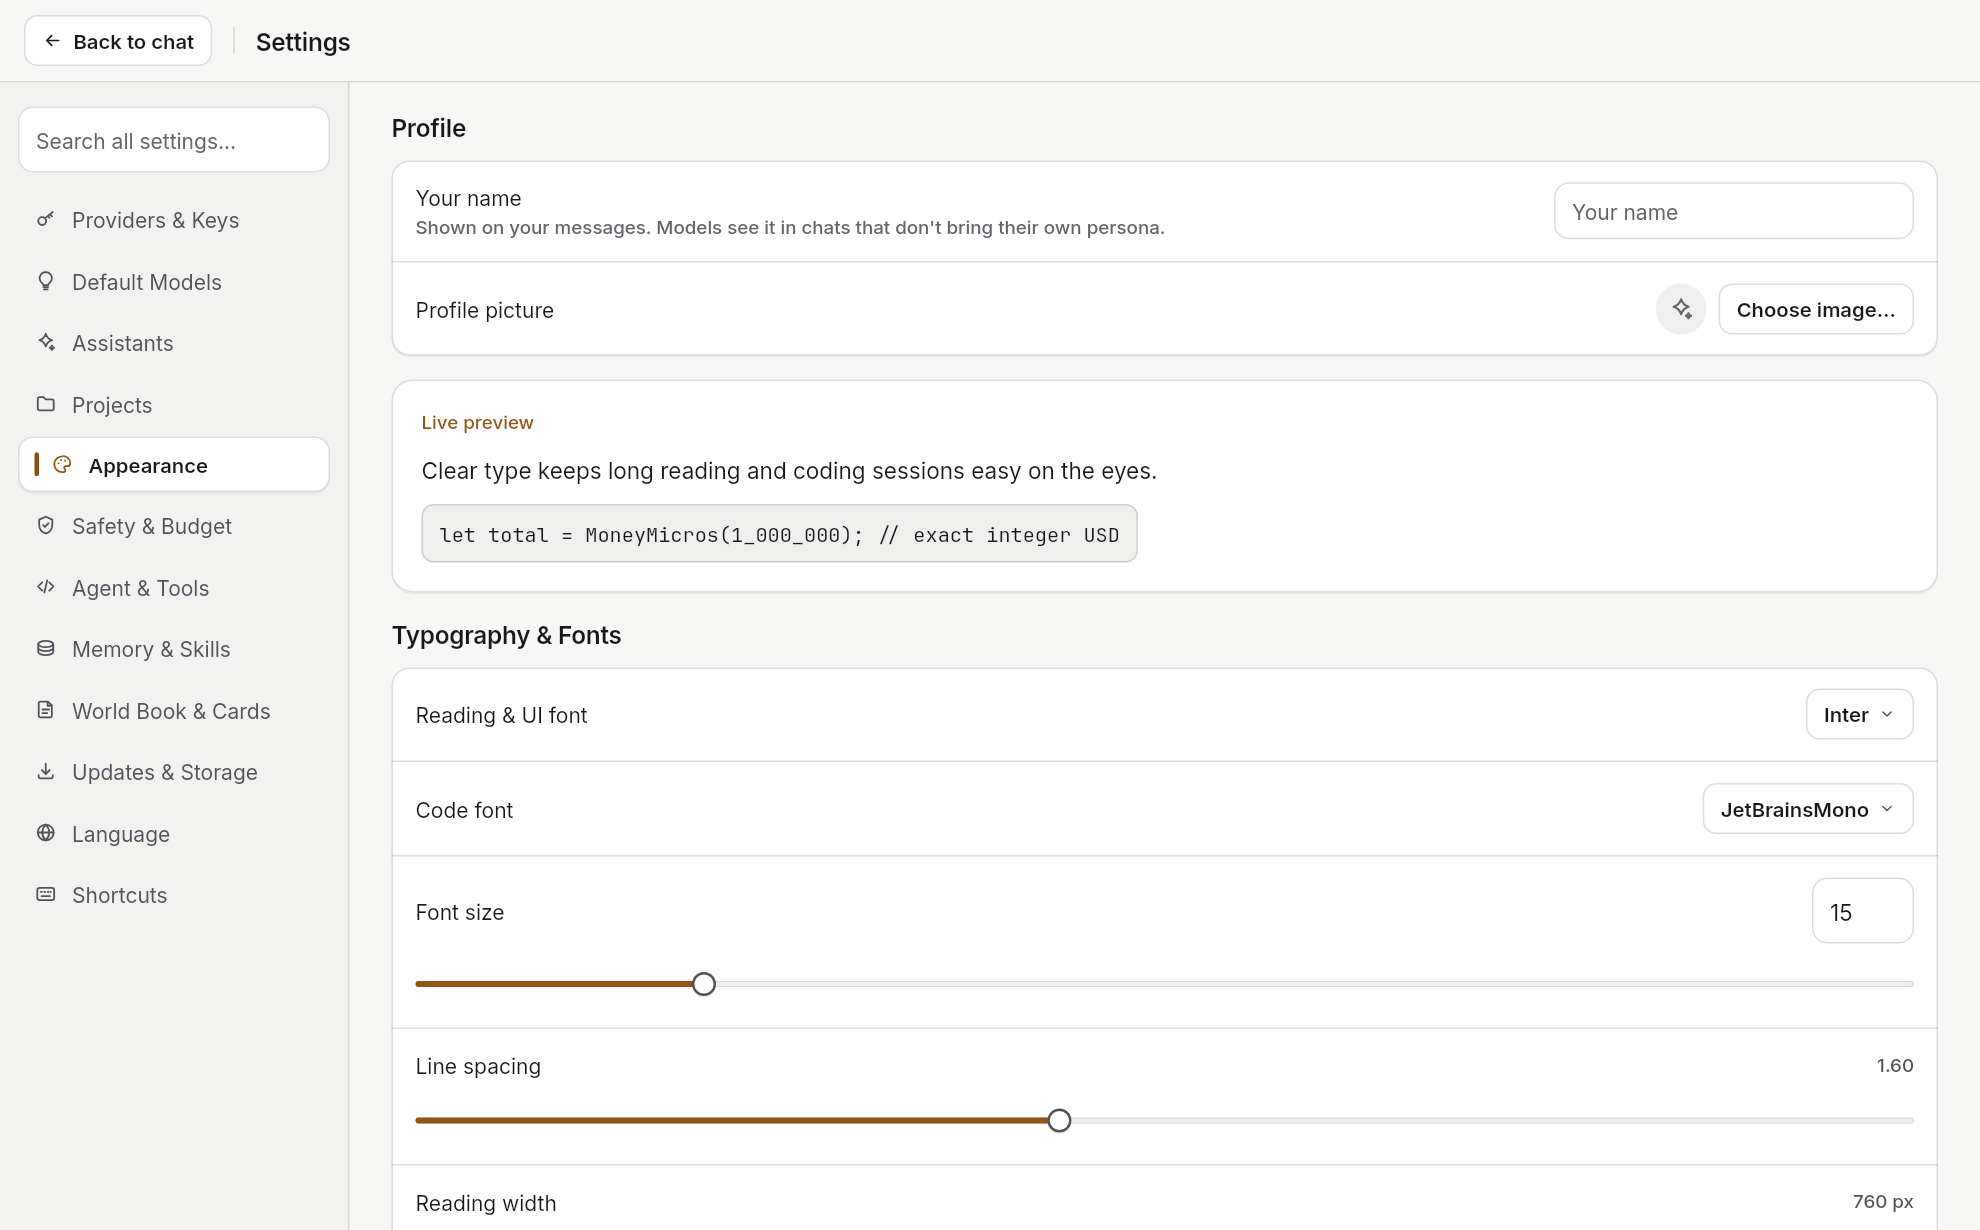 Back to chat
Settings
Search all settings...
Providers & Keys
Default Models
Assistants
Projects
Appearance
Safety & Budget
Agent & Tools
Memory & Skills
World Book & Cards
Updates & Storage
Language
Shortcuts
Profile
Your name
Shown on your messages. Models see it in chats that don't bring their own persona.
Your name
Profile picture
Choose image...
Live preview
Clear type keeps long reading and coding sessions easy on the eyes.
let total = MoneyMicros(1_000_000); // exact integer USD
Typography & Fonts
Reading & UI font
Inter
Code font
JetBrainsMono
Font size
15
Line spacing
1.60
Reading width
760 px